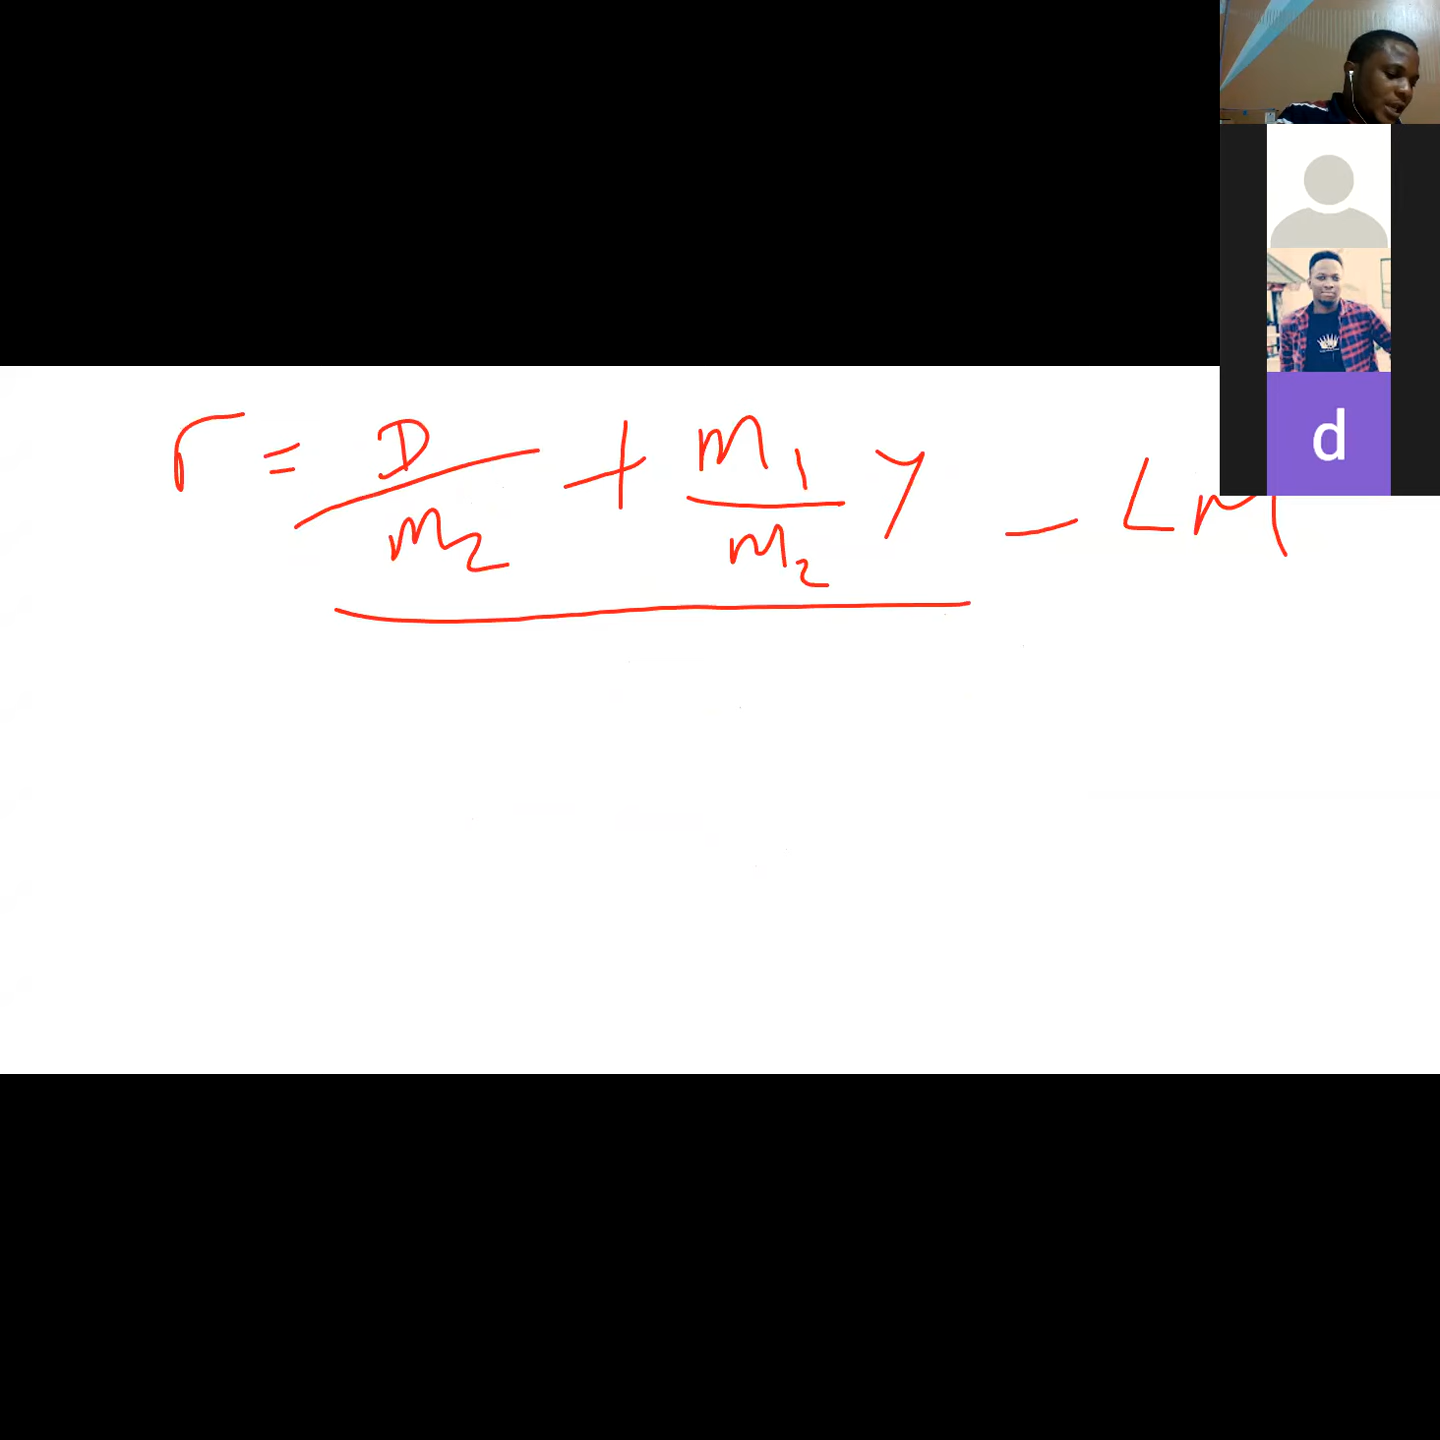 r = D/m₂ + m₁/m₂ y - LM
d